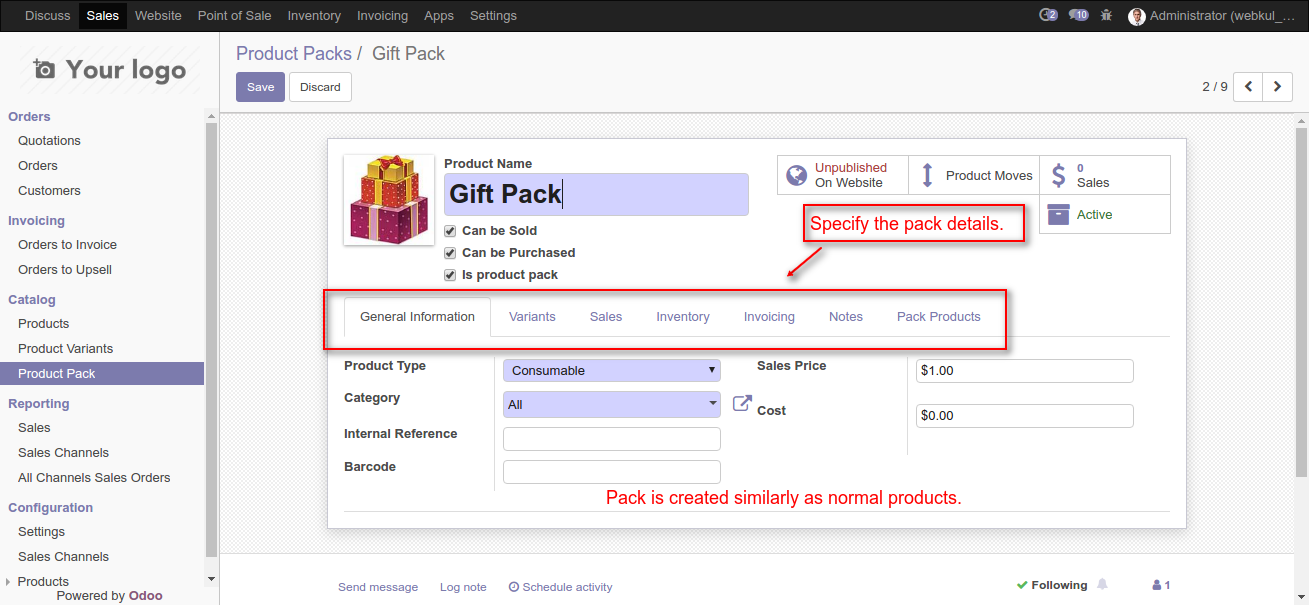 Discuss Sales Website Point of Sale Inventory Invoicing Apps Settings 2 10 Administrator (webkul_...
Your logo
Orders
Quotations
Orders
Customers
Invoicing
Orders to Invoice
Orders to Upsell
Catalog
Products
Product Variants
Product Pack
Reporting
Sales
Sales Channels
All Channels Sales Orders
Configuration
Settings
Sales Channels
Products
Powered by Odoo
Product Packs / Gift Pack
Save Discard
2 / 9
Product Name
Gift Pack
Can be Sold
Can be Purchased
Is product pack
Unpublished
On Website
Product Moves
0
Sales
Active
Specify the pack details.
General Information Variants Sales Inventory Invoicing Notes Pack Products
Product Type Consumable
Category All
Internal Reference
Barcode
Sales Price $1.00
Cost $0.00
Pack is created similarly as normal products.
Send message Log note Schedule activity
Following 1